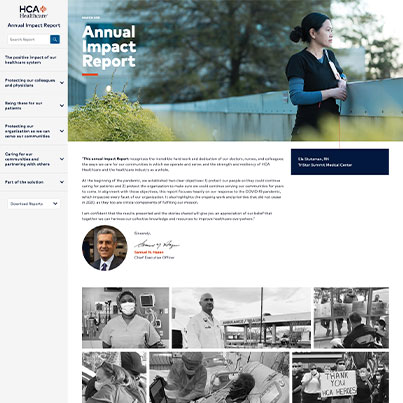 HCA
Healthcare
Annual Impact Report
Search Report
The positive impact of our
healthcare system
Protecting our colleagues
and physicians
Being there for our
patients
Protecting our
organization so we can
serve our communities
Caring for our
communities and
partnering with others
Part of the solution
Download Reports
Annual
Impact
Report
TriStar Summit Medical Center
This Annual Impact Report recognizes the incredible hard work and dedication of our doctors, nurses, and colleagues,
the ways we care for our communities in which we operate and serve and the strength and resiliency of HCA
Healthcare and the healthcare industry as a whole.
At the beginning of the pandemic, we established two clear objectives: 1) protect our people so they could continue
caring for patients and 2) protect the organization to make sure we could continue serving our communities for years
to come. In alignment with those objectives, this report focuses heavily on our response to the COVID-19 pandemic,
which impacted every facet of our organization. It also highlights the ongoing work and priorities that did not cease
in 2020, as they too are critical components of fulfilling our mission.
I am confident that the results presented and the stories shared will give you an appreciation of our belief that
together we can harness our collective knowledge and resources to improve healthcare everywhere.
Sincerely,
Samuel N. Hazen
Chief Executive Officer
AMBULANCE / TRAUMA
THANK
YOU
HCA HEROES